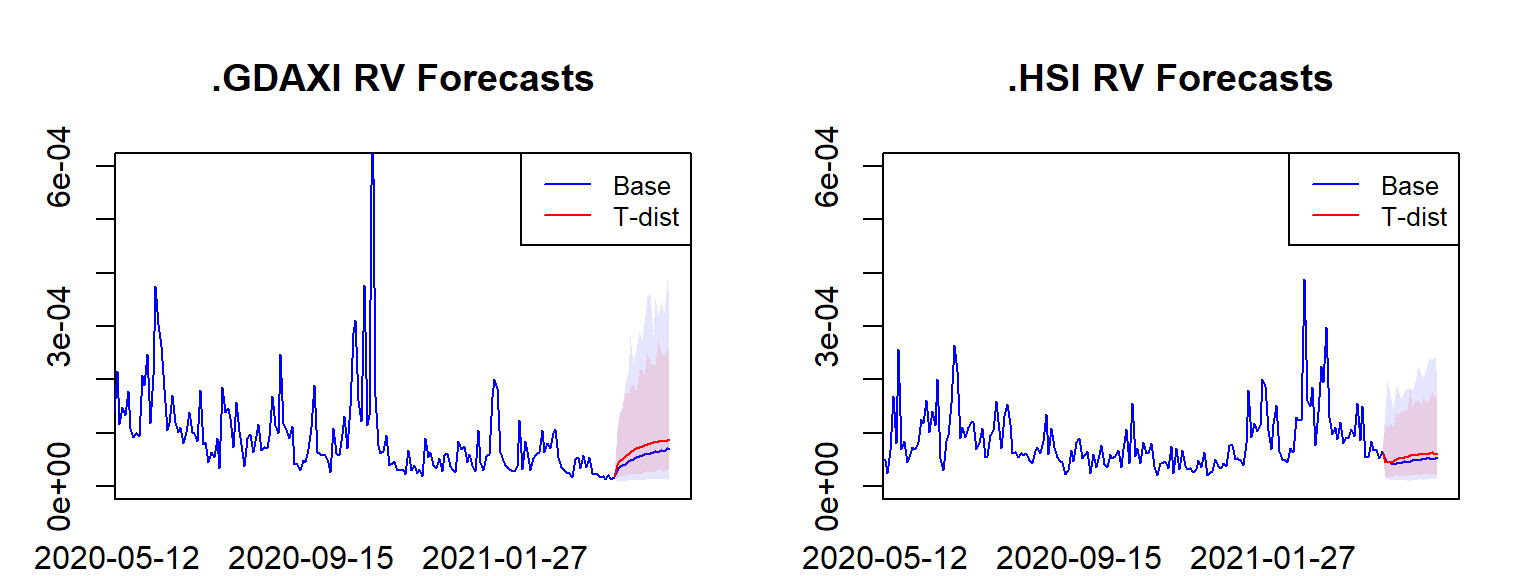 .GDAXI RV Forecasts
6e-04
3e-04
0e+00
Base
T-dist
2020-05-12
2020-09-15
2021-01-27
.HSI RV Forecasts
6e-04
3e-04
0e+00
Base
T-dist
2020-05-12
2020-09-15
2021-01-27